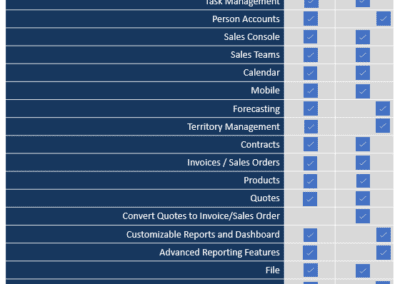 Task Management
Person Accounts
Sales Console
Sales Teams
Calendar
Mobile
Forecasting
Territory Management
Contracts
Invoices / Sales Orders
Products
Quotes
Convert Quotes to Invoice/Sales Order
Customizable Reports and Dashboard
Advanced Reporting Features
File